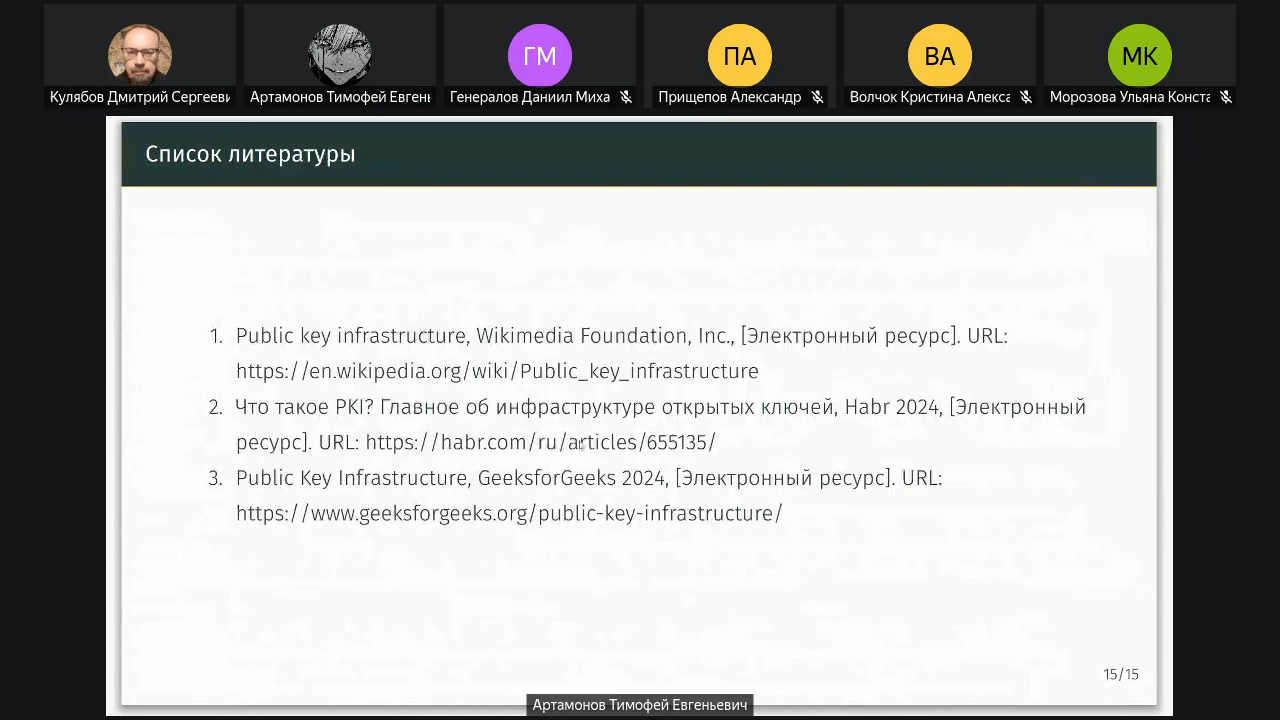 ГМ
ПА
ВА
МК
Кулябов Дмитрий Сергееви
Артамонов Тимофей Евгень
Генералов Даниил Миха
Прищепов Александр
Волчок Кристина Алекса
Морозова Ульяна Конста
Список литературы
1. Public key infrastructure, Wikimedia Foundation, Inc., [Электронный ресурс]. URL:
https://en.wikipedia.org/wiki/Public_key_infrastructure
2. Что такое PKI? Главное об инфраструктуре открытых ключей, Habr 2024, [Электронный
ресурс]. URL: https://habr.com/ru/articles/655135/
3. Public Key Infrastructure, GeeksforGeeks 2024, [Электронный ресурс]. URL:
https://www.geeksforgeeks.org/public-key-infrastructure/
15/15
Артамонов Тимофей Евгеньевич